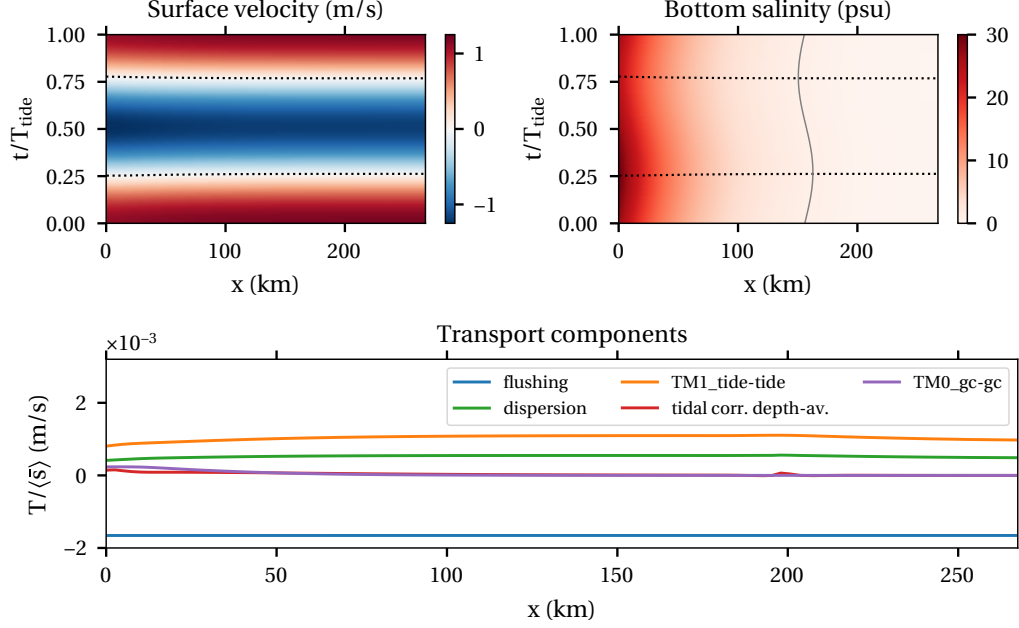 Surface velocity (m/s)
1.00
0.75
0.50
0.25
0.00
t/T_tide
0
100
200
x (km)
1
0
−1
Bottom salinity (psu)
1.00
0.75
0.50
0.25
0.00
t/T_tide
0
100
200
x (km)
30
20
10
0
×10⁻³
Transport components
flushing
dispersion
TM1_tide-tide
tidal corr. depth-av.
TM0_gc-gc
2
0
−2
T/⟨s̄⟩ (m/s)
0
50
100
150
200
250
x (km)